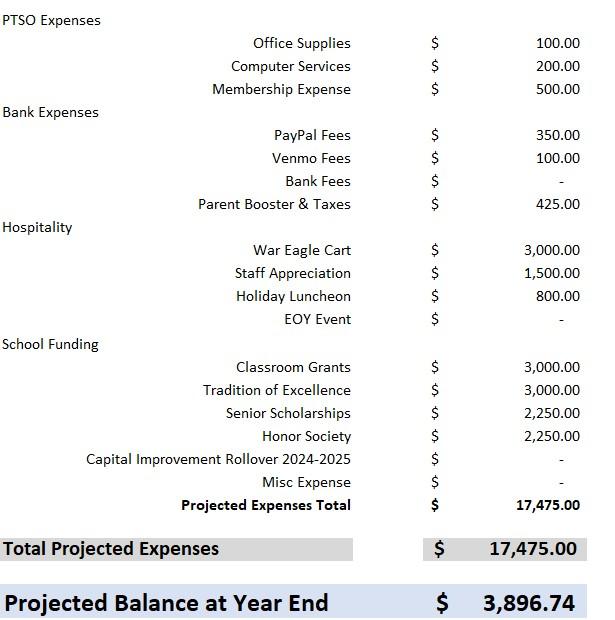 PTSO Expenses
Office Supplies $ 100.00
Computer Services $ 200.00
Membership Expense $ 500.00
Bank Expenses
PayPal Fees $ 350.00
Venmo Fees $ 100.00
Bank Fees $ -
Parent Booster & Taxes $ 425.00
Hospitality
War Eagle Cart $ 3,000.00
Staff Appreciation $ 1,500.00
Holiday Luncheon $ 800.00
EOY Event $ -
School Funding
Classroom Grants $ 3,000.00
Tradition of Excellence $ 3,000.00
Senior Scholarships $ 2,250.00
Honor Society $ 2,250.00
Capital Improvement Rollover 2024-2025 $ -
Misc Expense $ -
Projected Expenses Total $ 17,475.00
Total Projected Expenses $ 17,475.00
Projected Balance at Year End $ 3,896.74